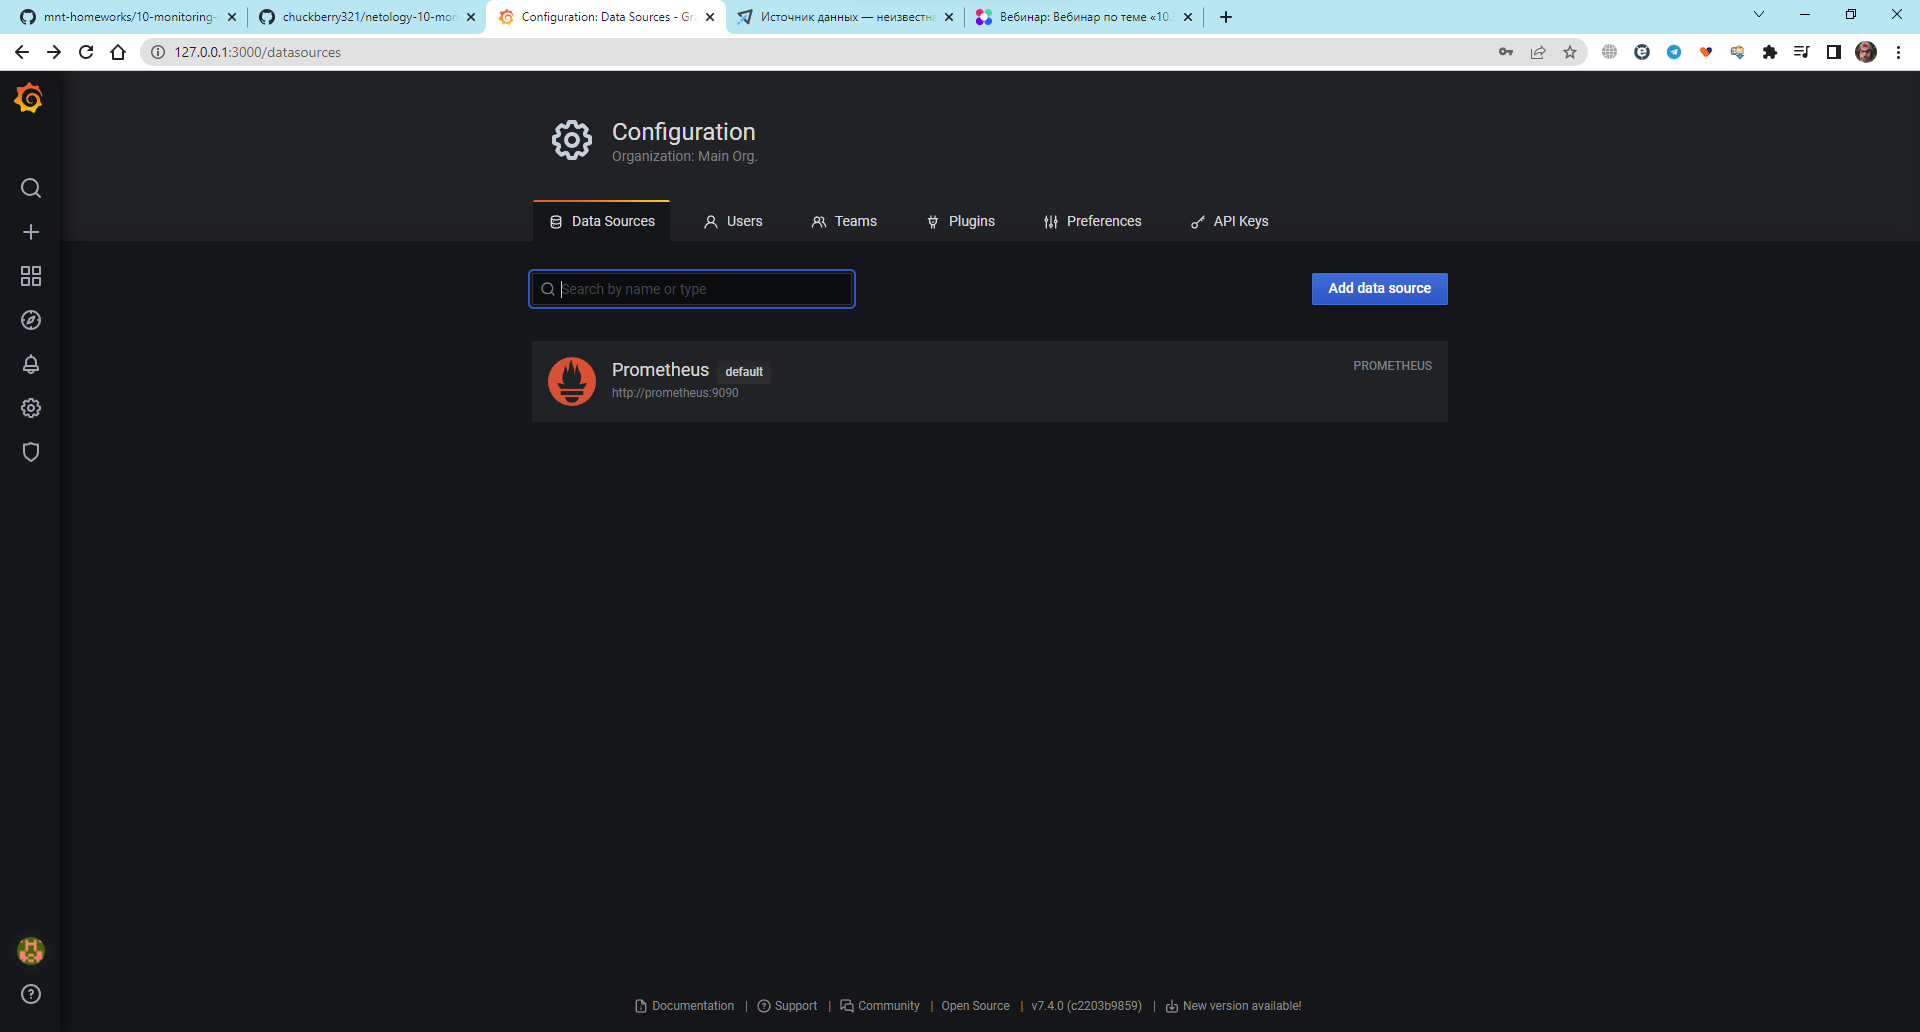 mnt-homeworks/10-monitoring-
chuckberry321/netology-10-mon
Configuration: Data Sources - Gra
Источник данных — неизвестна
Вебинар: Вебинар по теме «10.
127.0.0.1:3000/datasources
Configuration
Organization: Main Org.
Data Sources
Users
Teams
Plugins
Preferences
API Keys
Search by name or type
Add data source
Prometheus default
PROMETHEUS
http://prometheus:9090
Documentation | Support | Community | Open Source | v7.4.0 (c2203b9859) | New version available!